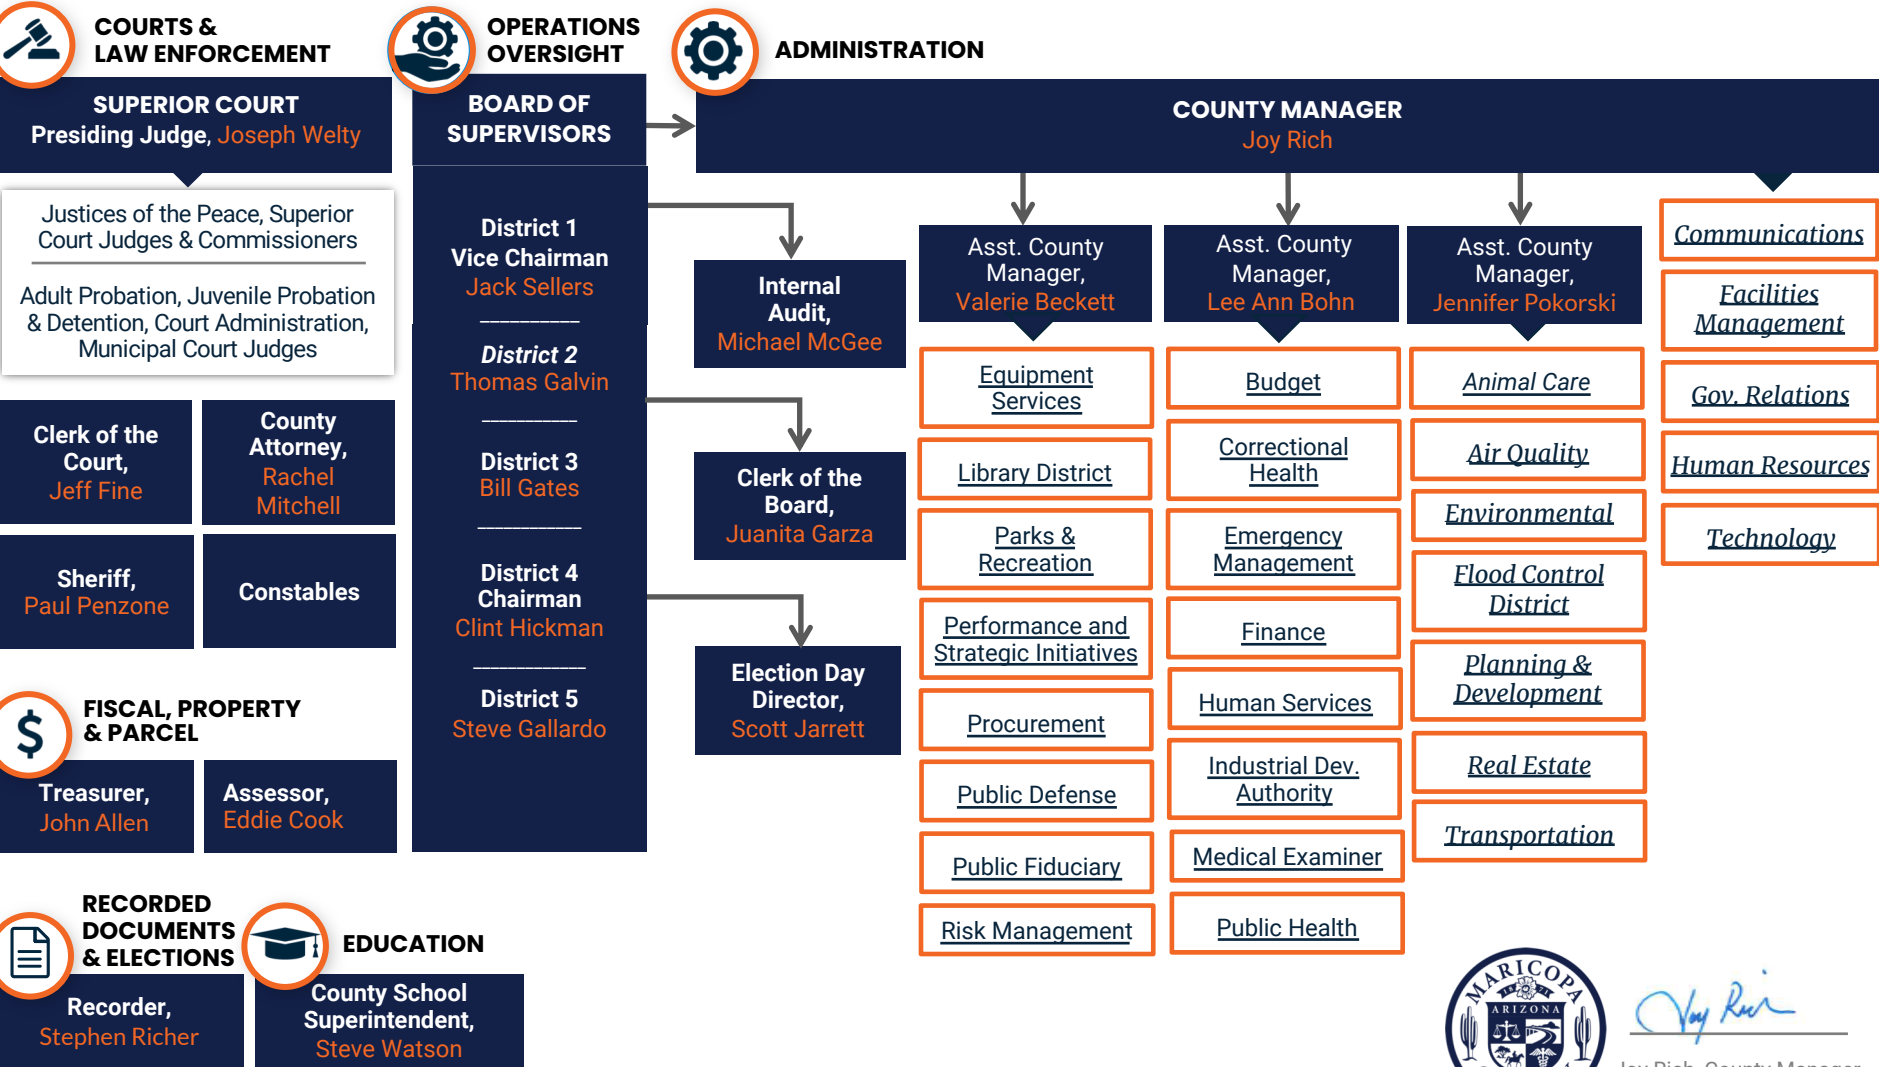 COURTS &
LAW ENFORCEMENT
SUPERIOR COURT
Presiding Judge, Joseph Welty
Justices of the Peace, Superior
Court Judges & Commissioners
Adult Probation, Juvenile Probation
& Detention, Court Administration,
Municipal Court Judges
Clerk of the
Court,
Jeff Fine
County
Attorney,
Rachel
Mitchell
Sheriff,
Paul Penzone
Constables
$
FISCAL, PROPERTY
& PARCEL
Treasurer,
John Allen
Assessor,
Eddie Cook
RECORDED
DOCUMENTS
& ELECTIONS
Recorder,
Stephen Richer
EDUCATION
County School
Superintendent,
Steve Watson
OPERATIONS
OVERSIGHT
BOARD OF
SUPERVISORS
District 1
Vice Chairman
Jack Sellers
District 2
Thomas Galvin
District 3
Bill Gates
District 4
Chairman
Clint Hickman
District 5
Steve Gallardo
Internal
Audit,
Michael McGee
Clerk of the
Board,
Juanita Garza
Election Day
Director,
Scott Jarrett
ADMINISTRATION
COUNTY MANAGER
Joy Rich
Asst. County
Manager,
Valerie Beckett
Equipment
Services
Library District
Parks &
Recreation
Performance and
Strategic Initiatives
Procurement
Public Defense
Public Fiduciary
Risk Management
Asst. County
Manager,
Lee Ann Bohn
Budget
Correctional
Health
Emergency
Management
Finance
Human Services
Industrial Dev.
Authority
Medical Examiner
Public Health
Asst. County
Manager,
Jennifer Pokorski
Animal Care
Air Quality
Environmental
Flood Control
District
Planning &
Development
Real Estate
Transportation
Communications
Facilities
Management
Gov. Relations
Human Resources
Technology
MARICOPA
1871
ARIZONA
Joy Rich
Joy Rich, County Manager